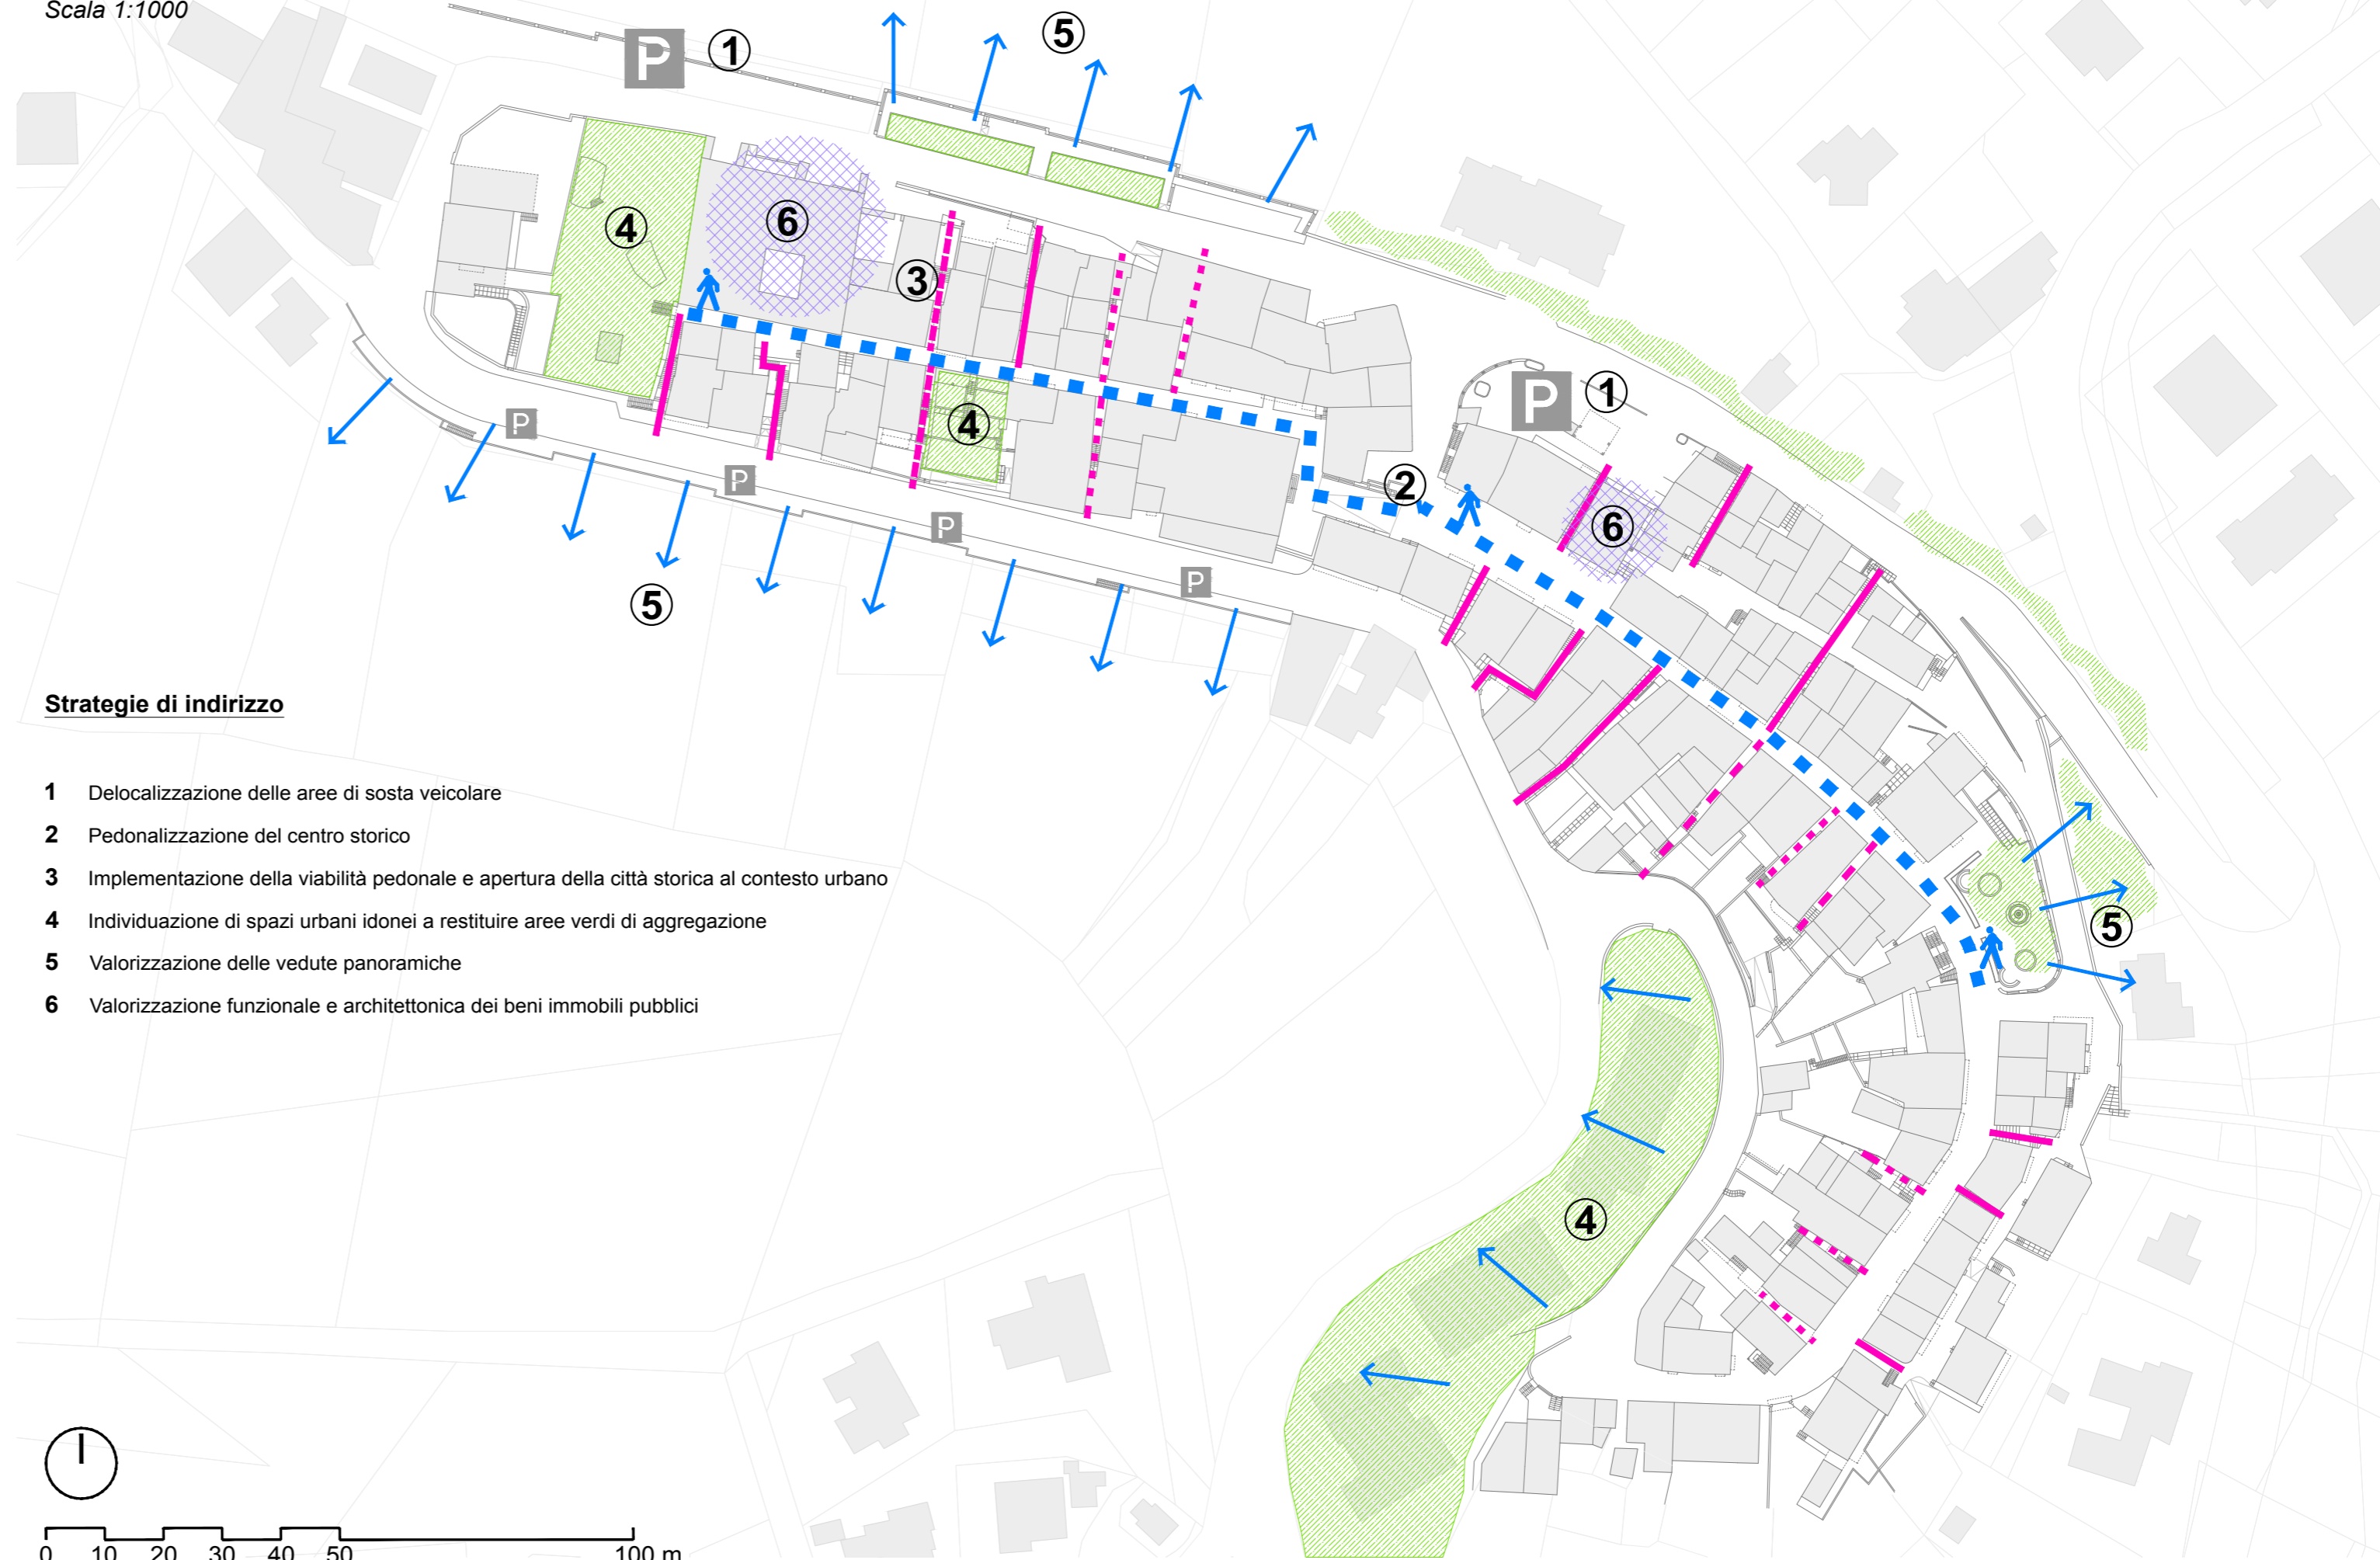 Scala 1:1000
P 1
5
6
4
3
P 1
4
P
2
P
6
P
P
5
Strategie di indirizzo
1 Delocalizzazione delle aree di sosta veicolare
2 Pedonalizzazione del centro storico
3 Implementazione della viabilità pedonale e apertura della città storica al contesto urbano
4 Individuazione di spazi urbani idonei a restituire aree verdi di aggregazione
5 Valorizzazione delle vedute panoramiche
6 Valorizzazione funzionale e architettonica dei beni immobili pubblici
5
4
0 10 20 30 40 50 100 m